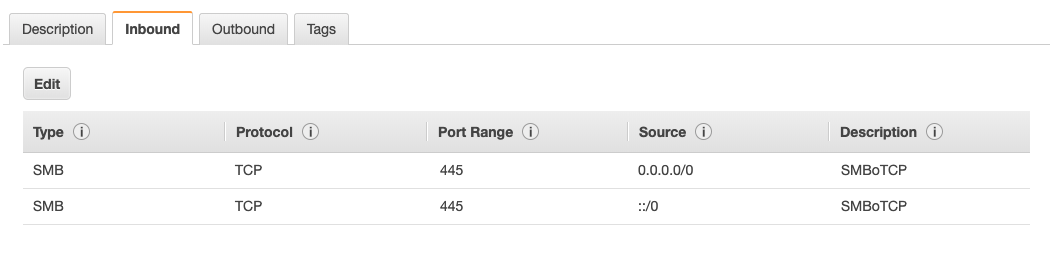 Description Inbound Outbound Tags
Edit
Type i Protocol i Port Range i Source i Description i
SMB TCP 445 0.0.0.0/0 SMBoTCP
SMB TCP 445 ::/0 SMBoTCP